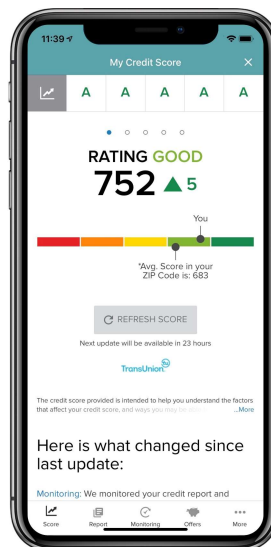 11:39
My Credit Score
A A A A A
RATING GOOD
752 5
You
*Avg. Score in your
ZIP Code is: 683
REFRESH SCORE
Next update will be available in 23 hours
TransUnion
The credit score provided is intended to help you understand the factors
that affect your credit score, and ways you may be ...More
Here is what changed since
last update:
Monitoring: We monitored your credit report and
Score Report Monitoring Offers More